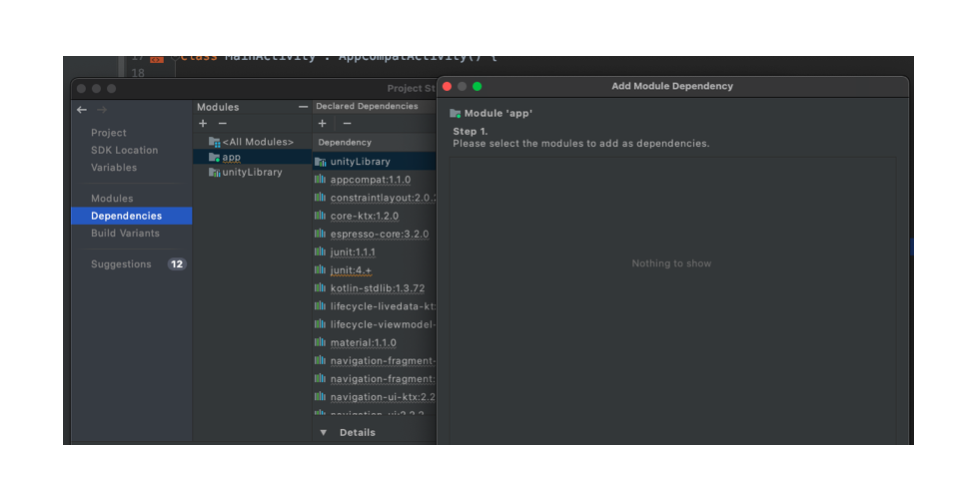 17 class MainActivity : AppCompatActivity() {
18
Project St
Add Module Dependency
Modules
Declared Dependencies
Module 'app'
Project
SDK Location
Variables
Modules
Dependencies
Build Variants
Suggestions 12
<All Modules>
app
unityLibrary
Dependency
unityLibrary
appcompat:1.1.0
constraintlayout:2.0.
core-ktx:1.2.0
espresso-core:3.2.0
junit:1.1.1
junit:4.+
kotlin-stdlib:1.3.72
lifecycle-livedata-kt
lifecycle-viewmodel-
material:1.1.0
navigation-fragment-
navigation-fragment:
navigation-ui-ktx:2.2
Details
Step 1.
Please select the modules to add as dependencies.
Nothing to show